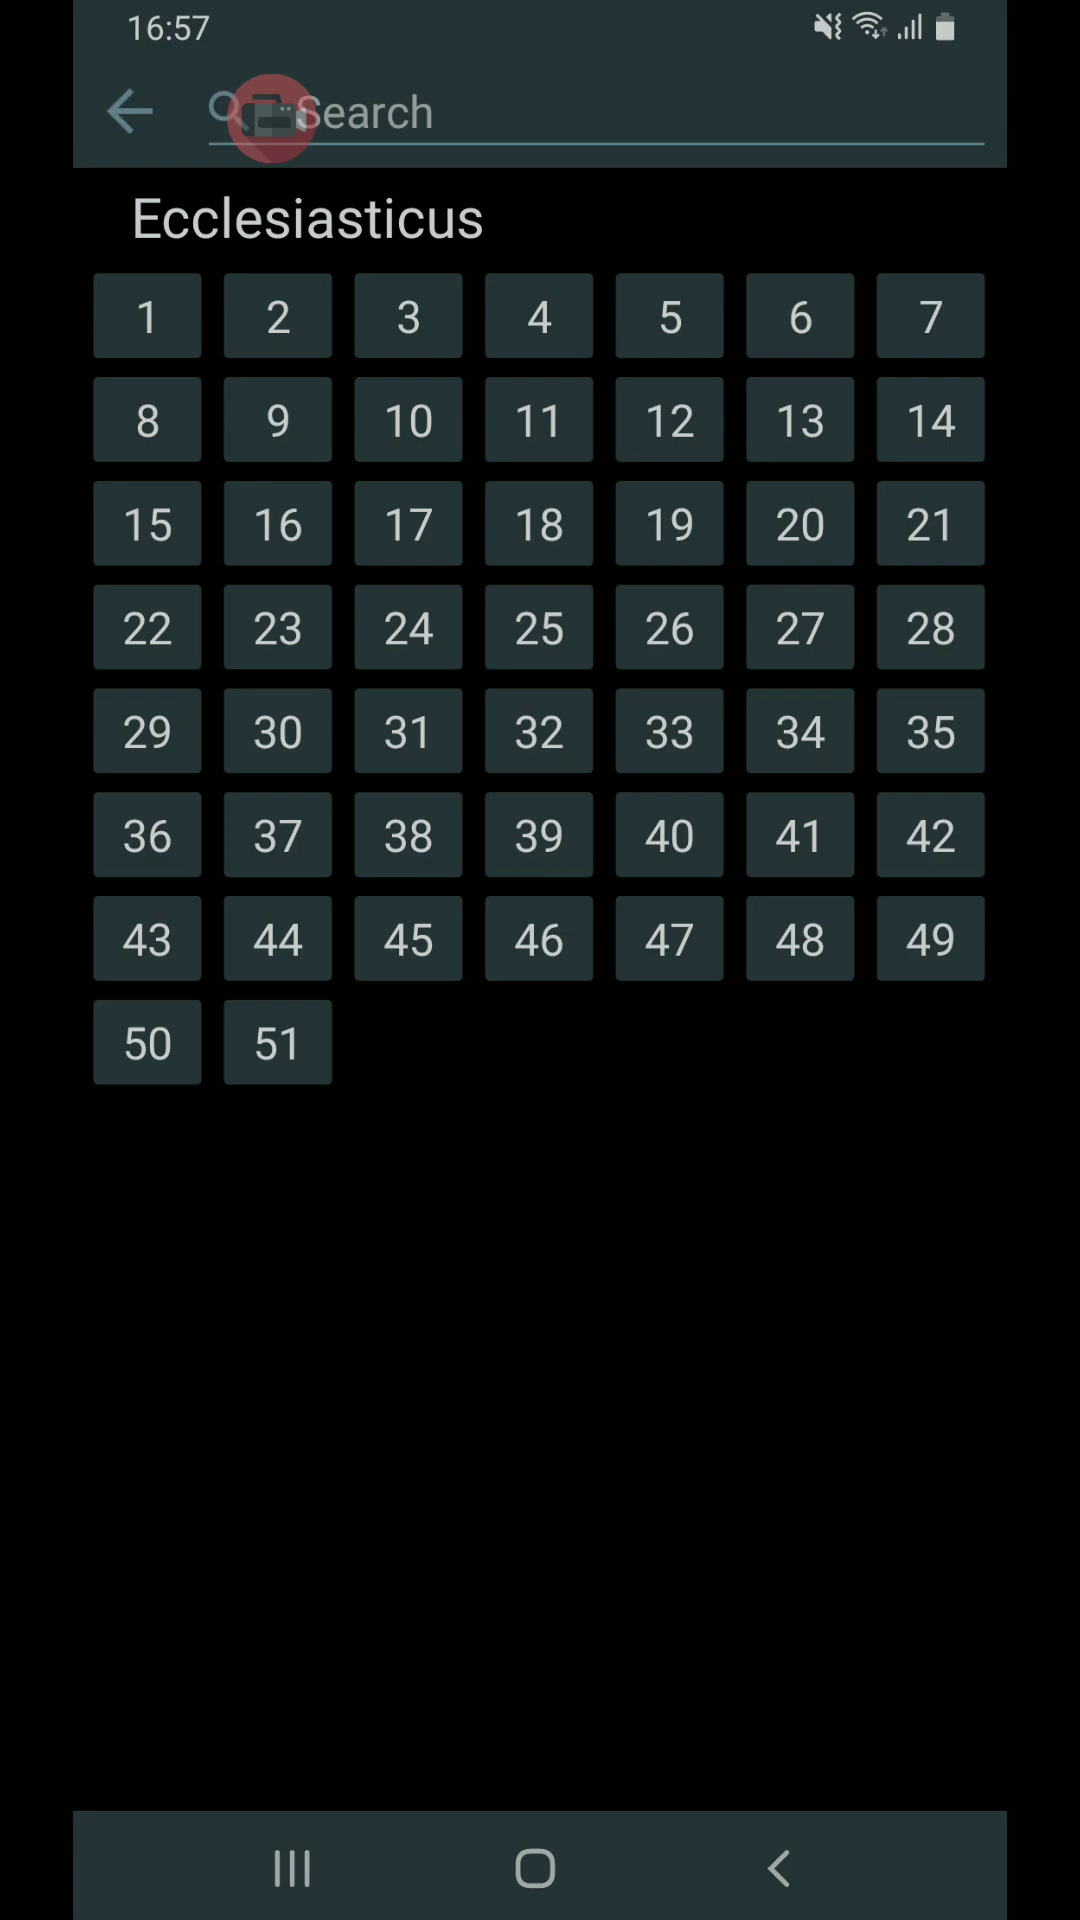 16:57
Search
Ecclesiasticus
1 2 3 4 5 6 7
8 9 10 11 12 13 14
15 16 17 18 19 20 21
22 23 24 25 26 27 28
29 30 31 32 33 34 35
36 37 38 39 40 41 42
43 44 45 46 47 48 49
50 51